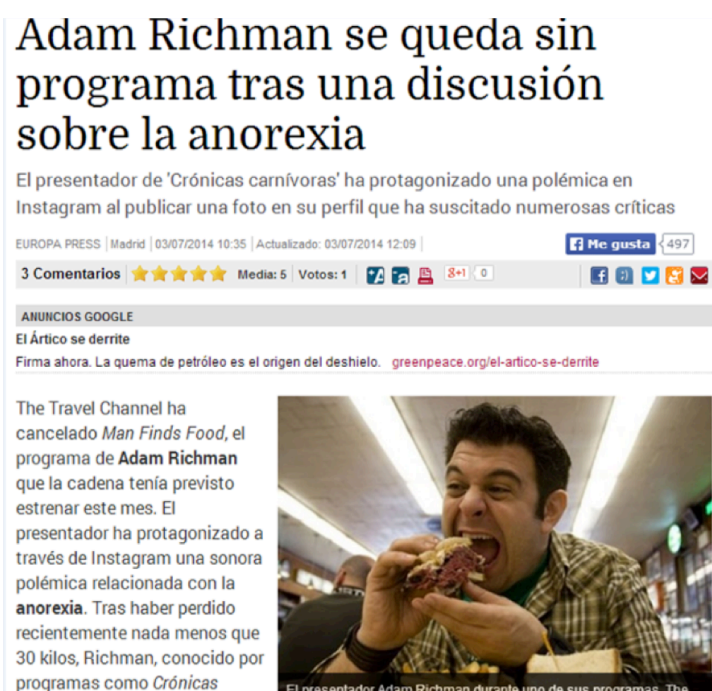 Adam Richman se queda sin
programa tras una discusión
sobre la anorexia
El presentador de 'Crónicas carnívoras' ha protagonizado una polémica en
Instagram al publicar una foto en su perfil que ha suscitado numerosas críticas
EUROPA PRESS | Madrid | 03/07/2014 10:35 | Actualizado: 03/07/2014 12:09 |
Me gusta 497
3 Comentarios Media: 5 | Votos: 1 +A -a g+1 0
ANUNCIOS GOOGLE
El Ártico se derrite
Firma ahora. La quema de petróleo es el origen del deshielo. greenpeace.org/el-artico-se-derrite
The Travel Channel ha
cancelado Man Finds Food, el
programa de Adam Richman
que la cadena tenía previsto
estrenar este mes. El
presentador ha protagonizado a
través de Instagram una sonora
polémica relacionada con la
anorexia. Tras haber perdido
recientemente nada menos que
30 kilos, Richman, conocido por
programas como Crónicas
El presentador Adam Richman durante uno de sus programas. The